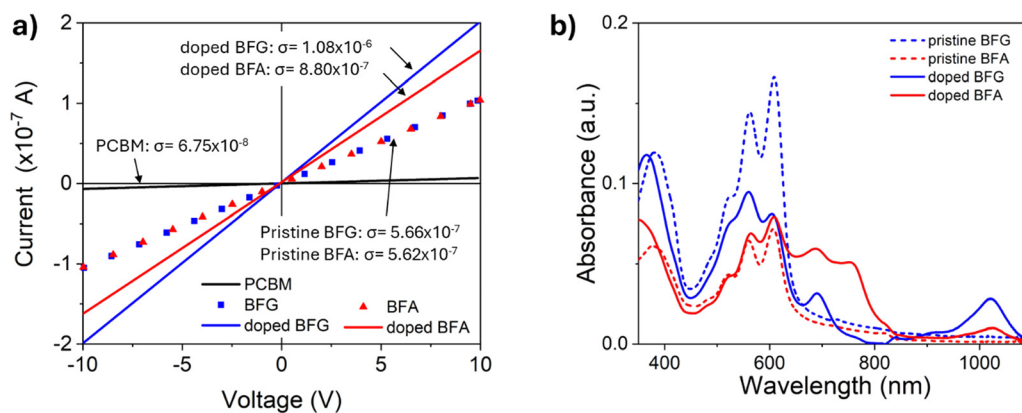 a)
Current (x10⁻⁷ A)
2
1
0
-1
-2
doped BFG: σ= 1.08x10⁻⁶
doped BFA: σ= 8.80x10⁻⁷
PCBM: σ= 6.75x10⁻⁸
Pristine BFG: σ= 5.66x10⁻⁷
Pristine BFA: σ= 5.62x10⁻⁷
PCBM
BFG BFA
doped BFG doped BFA
-10 -5 0 5 10
Voltage (V)
b)
Absorbance (a.u.)
0.2
0.1
0.0
pristine BFG
pristine BFA
doped BFG
doped BFA
400 600 800 1000
Wavelength (nm)